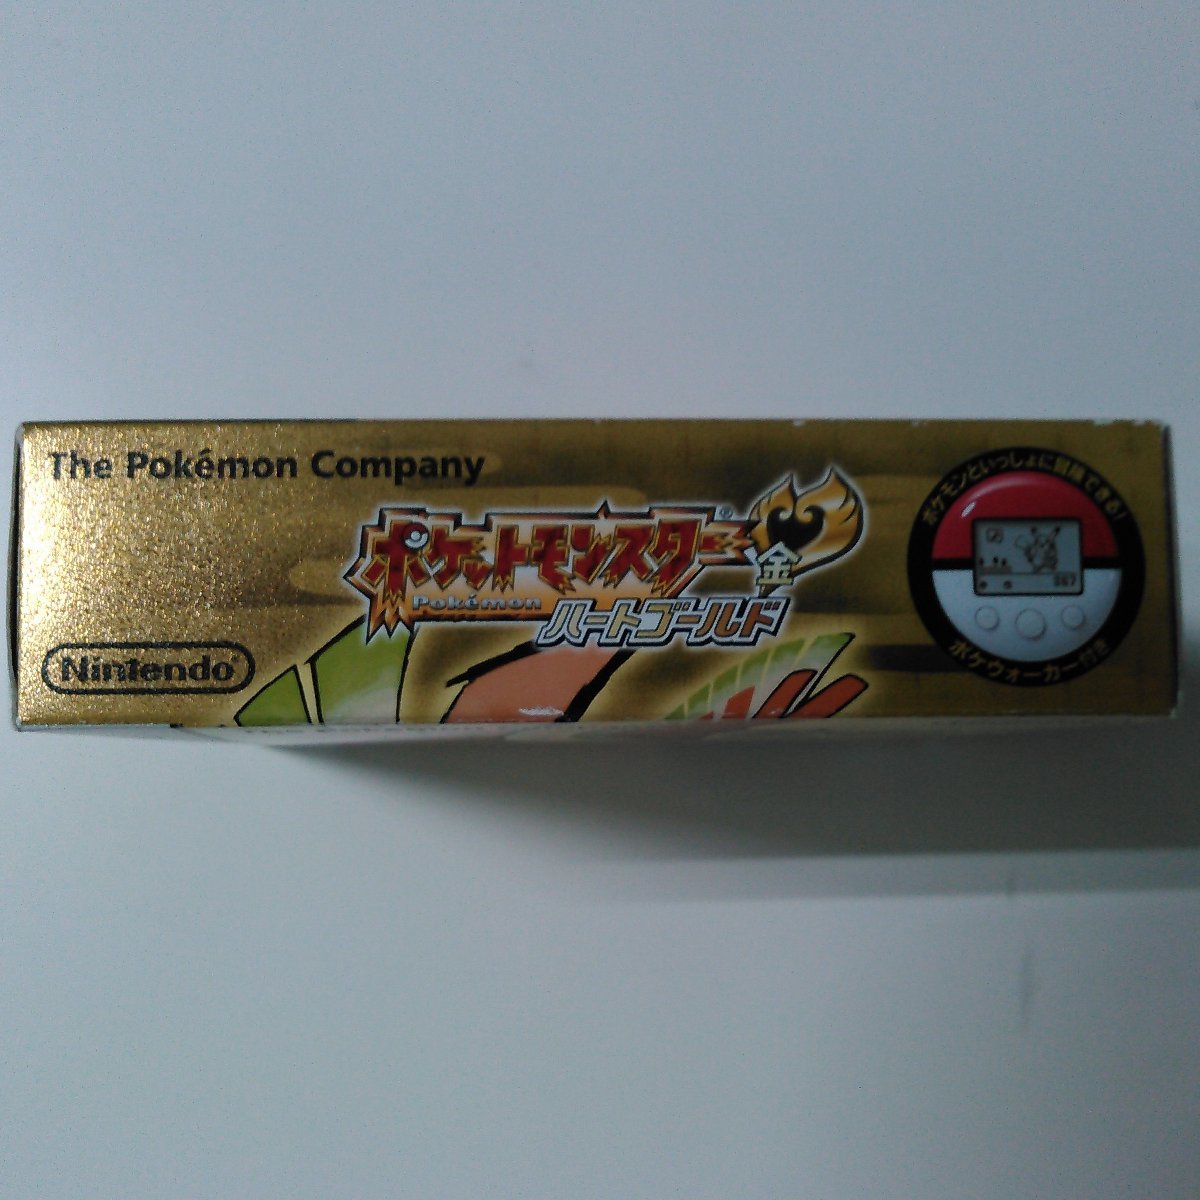 The Pokémon Company
ポケットモンスター®
Pokémon
金
ハートゴールド
Nintendo®
ポケモンといっしょに冒険できる!
ポケウォーカー付き